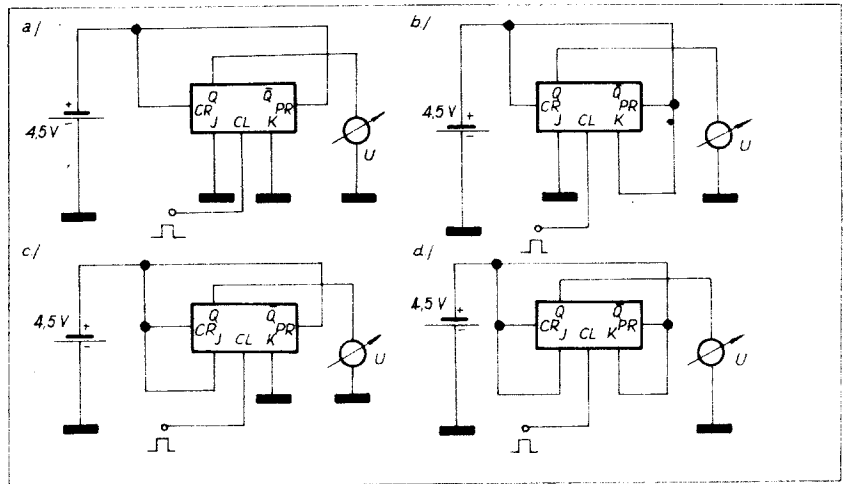 a/
Q Q̅
CR PR
J CL K
4,5 V
+
−
U
b/
Q Q̅
CR PR
J CL K
4,5 V
+
−
U
c/
Q Q̅
CR PR
J CL K
4,5 V
+
−
U
d/
Q Q̅
CR PR
J CL K
4,5 V
+
−
U